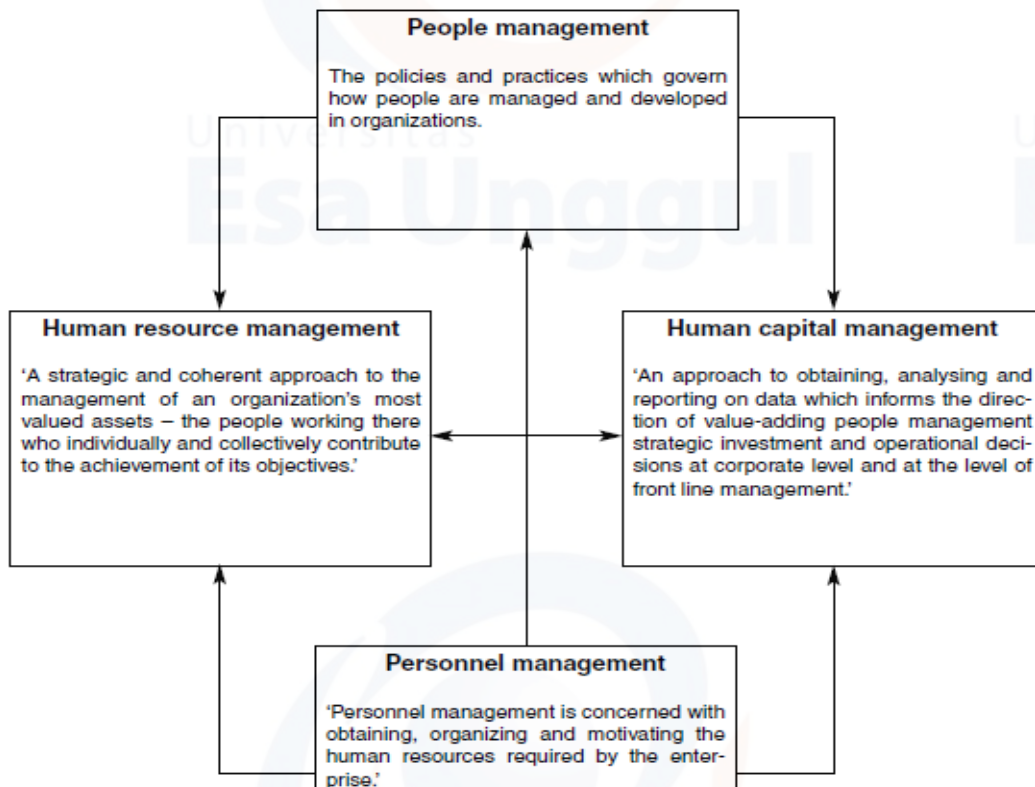 People management
The policies and practices which govern
how people are managed and developed
in organizations.
Universitas
Esa Unggul
Human resource management
'A strategic and coherent approach to the
management of an organization's most
valued assets – the people working there
who individually and collectively contribute
to the achievement of its objectives.'
Human capital management
'An approach to obtaining, analysing and
reporting on data which informs the direc-
tion of value-adding people management
strategic investment and operational deci-
sions at corporate level and at the level of
front line management.'
Personnel management
'Personnel management is concerned with
obtaining, organizing and motivating the
human resources required by the enter-
prise.'